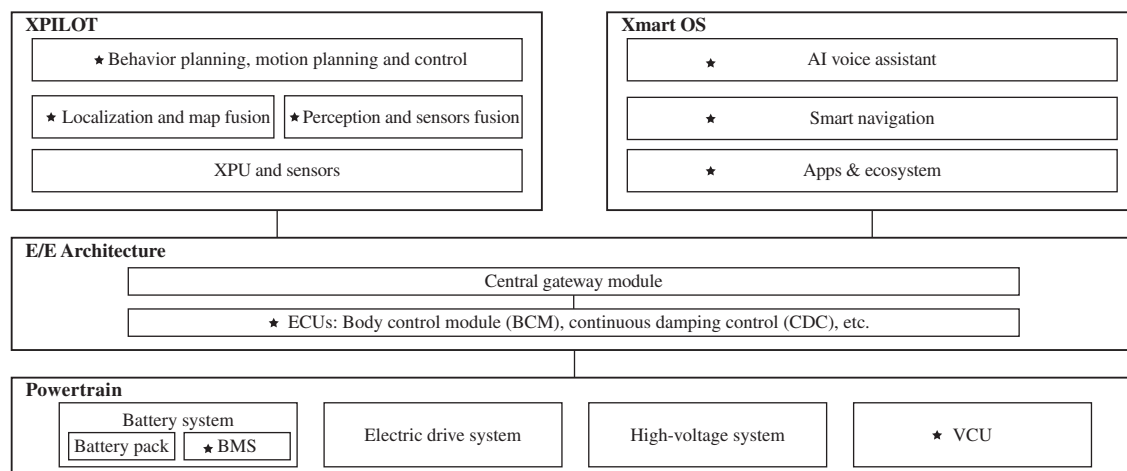 XPILOT
★ Behavior planning, motion planning and control
★ Localization and map fusion
★ Perception and sensors fusion
XPU and sensors
Xmart OS
★ AI voice assistant
★ Smart navigation
★ Apps & ecosystem
E/E Architecture
Central gateway module
★ ECUs: Body control module (BCM), continuous damping control (CDC), etc.
Powertrain
Battery system
Battery pack
★ BMS
Electric drive system
High-voltage system
★ VCU